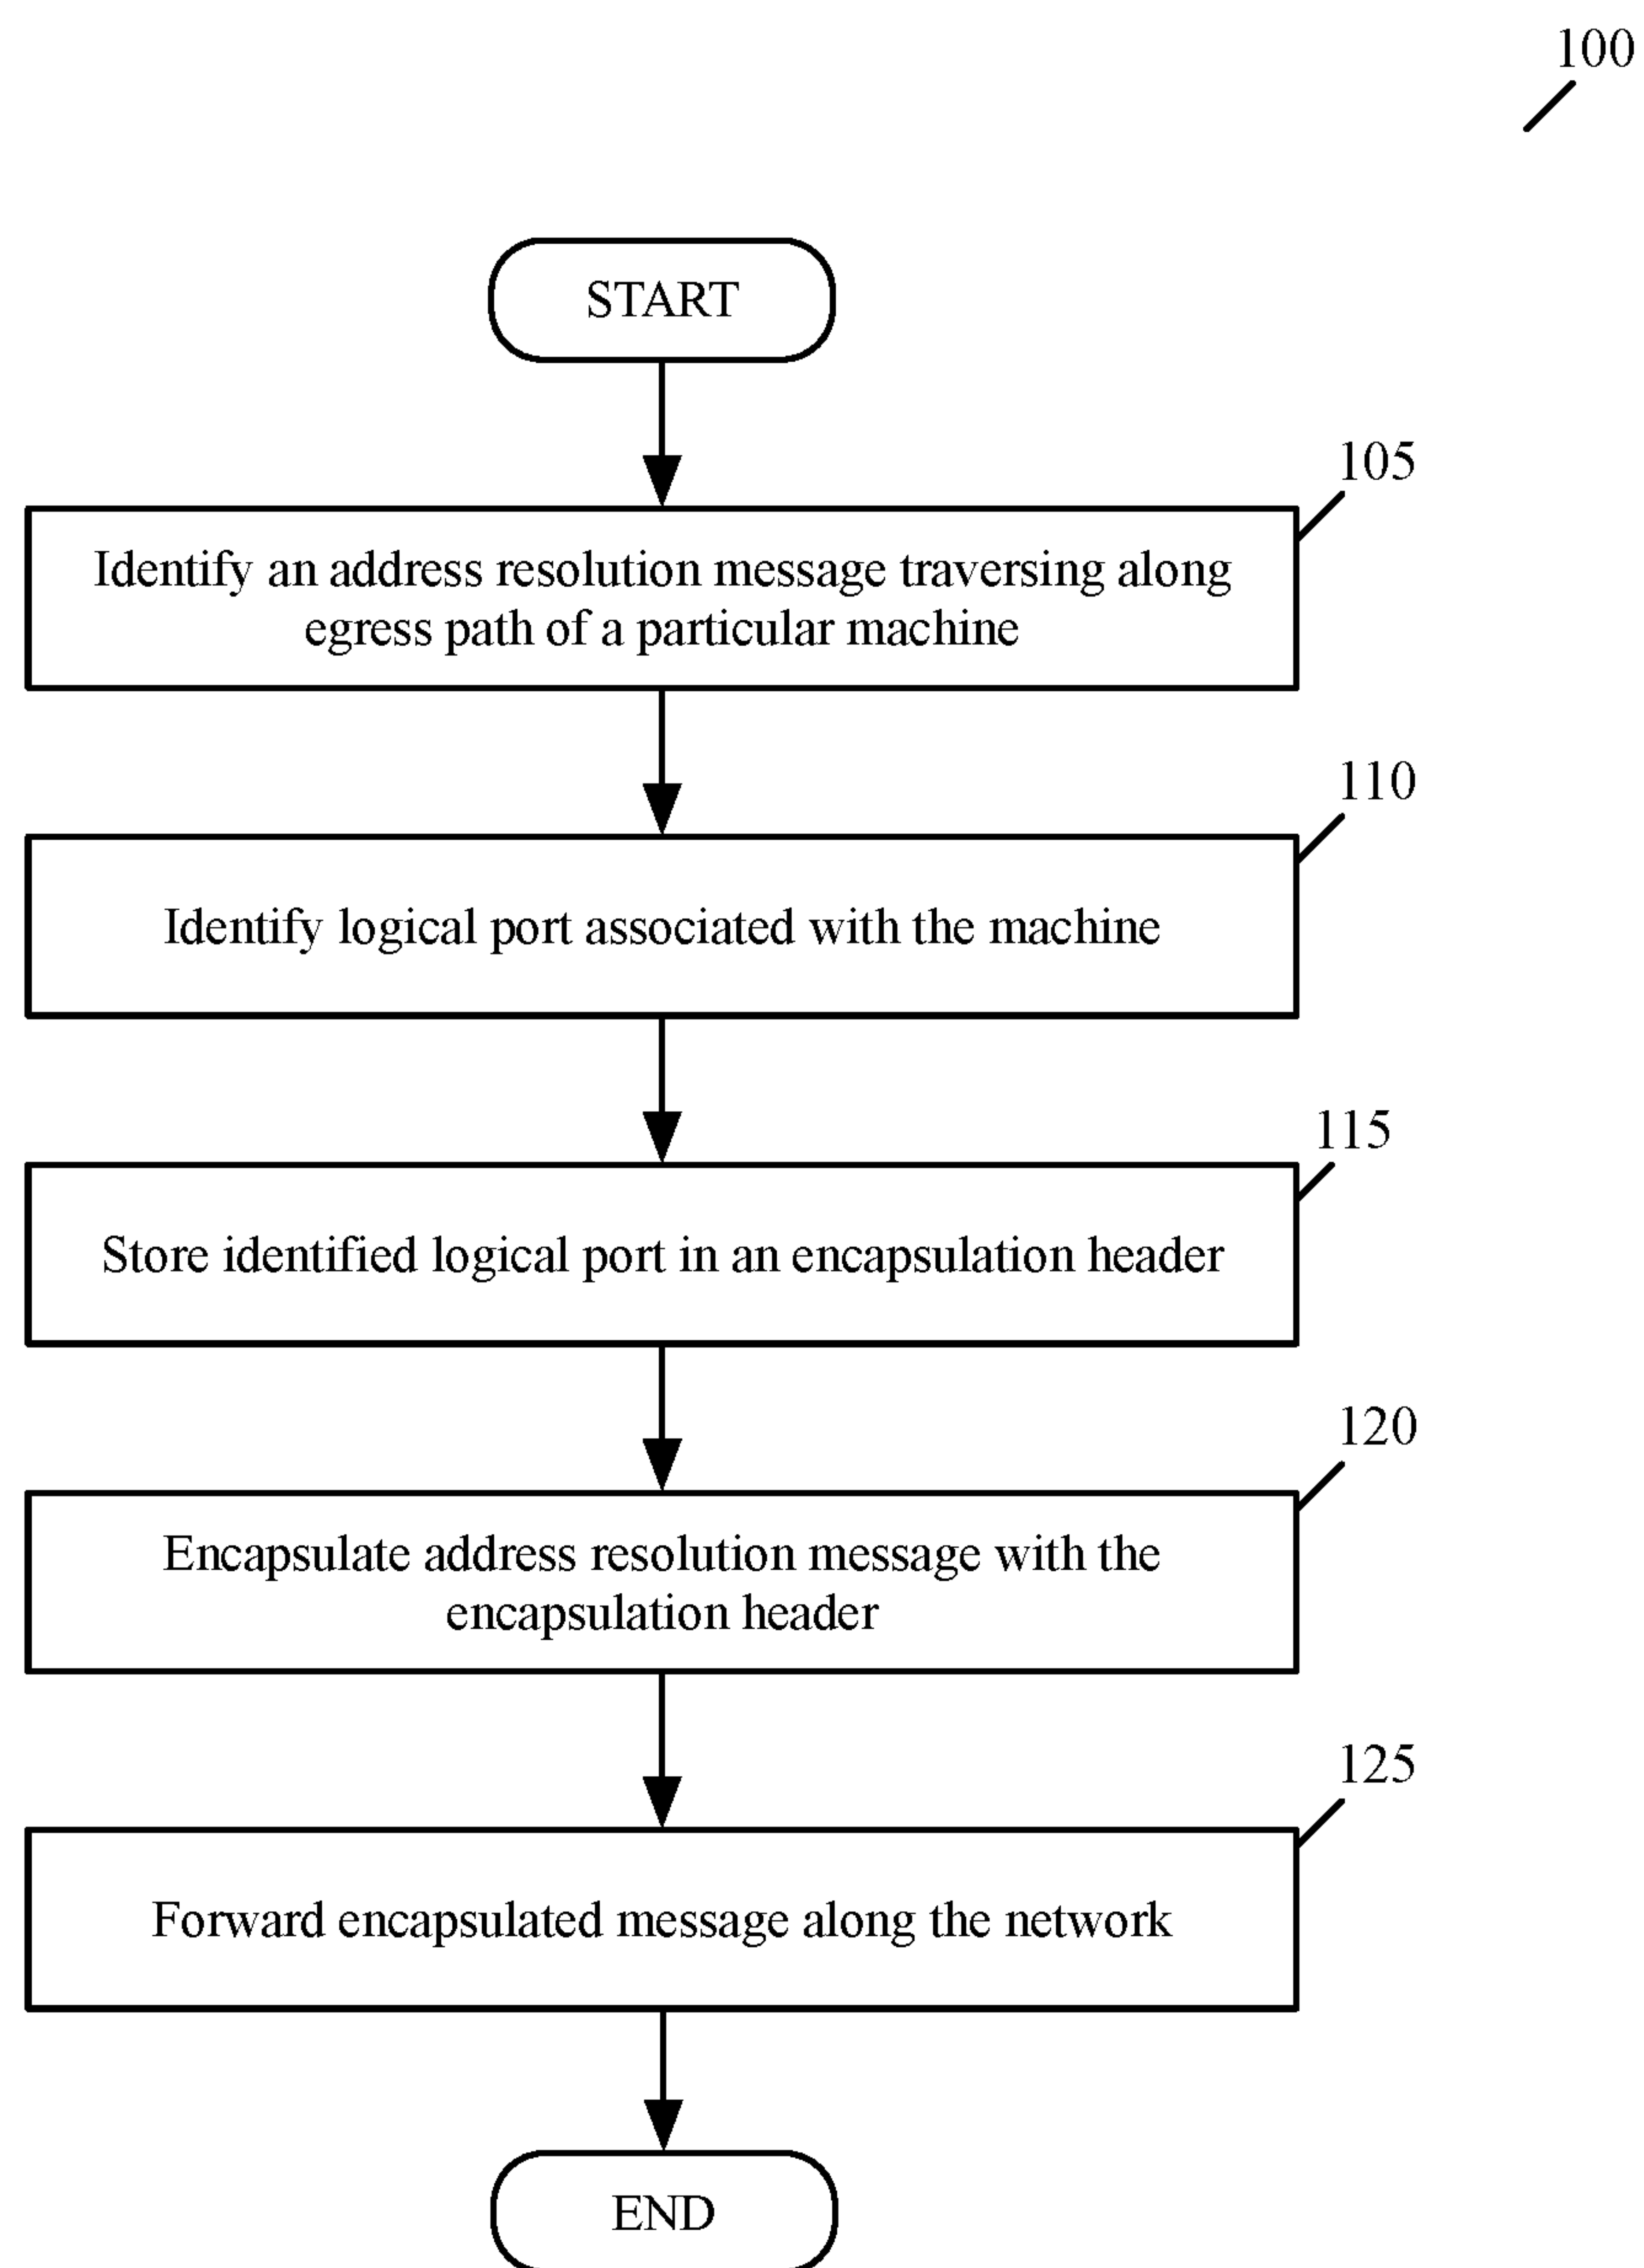 100
START
105
Identify an address resolution message traversing along
egress path of a particular machine
110
Identify logical port associated with the machine
115
Store identified logical port in an encapsulation header
120
Encapsulate address resolution message with the
encapsulation header
125
Forward encapsulated message along the network
END